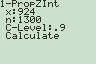 1-PropZInt
x:924
n:1300
C-Level:.9
Calculate